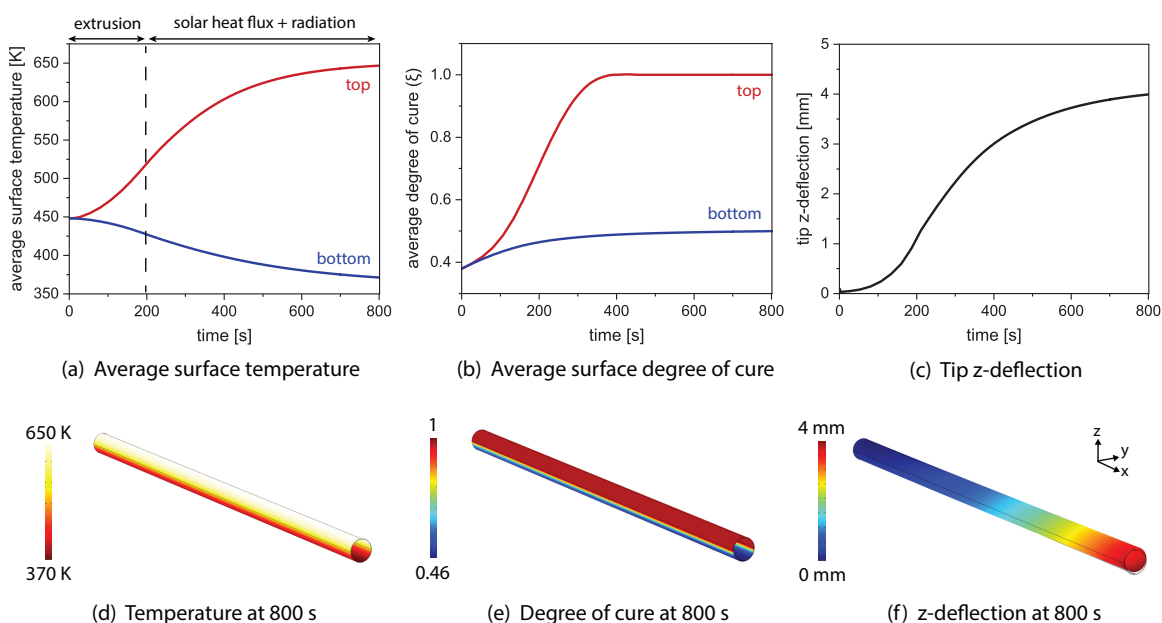 extrusion
solar heat flux + radiation
average surface temperature [K]
650
600
550
500
450
400
350
top
bottom
0
200
400
600
800
time [s]
(a) Average surface temperature
average degree of cure (ξ)
1.0
0.8
0.6
0.4
top
bottom
0
200
400
600
800
time [s]
(b) Average surface degree of cure
tip z-deflection [mm]
5
4
3
2
1
0
0
200
400
600
800
time [s]
(c) Tip z-deflection
650 K
370 K
(d) Temperature at 800 s
1
0.46
(e) Degree of cure at 800 s
4 mm
0 mm
z
y
x
(f) z-deflection at 800 s